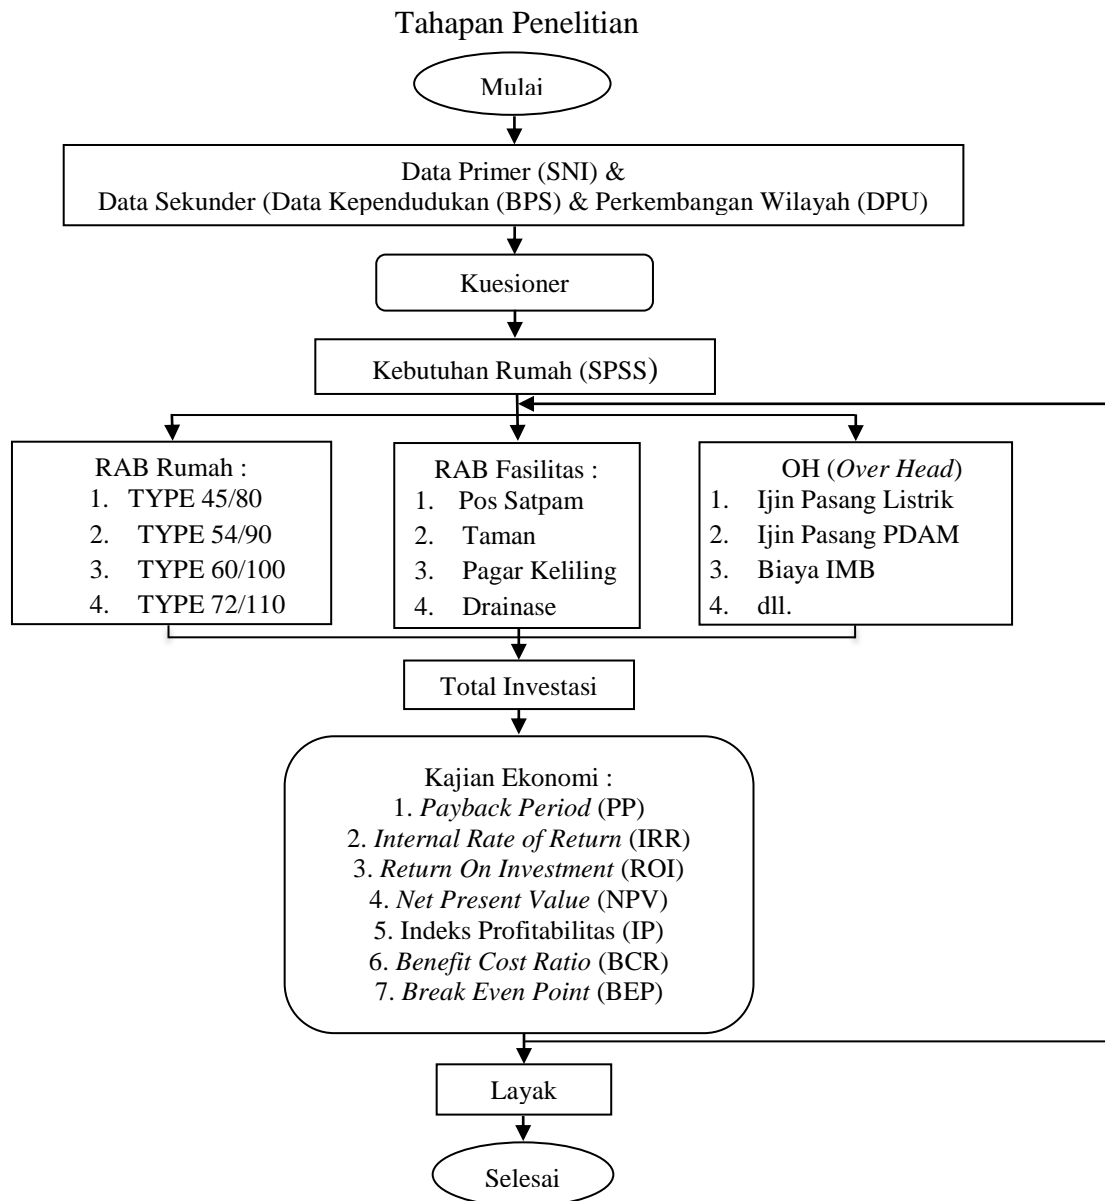 Tahapan Penelitian
Mulai
Data Primer (SNI) &
Data Sekunder (Data Kependudukan (BPS) & Perkembangan Wilayah (DPU)
Kuesioner
Kebutuhan Rumah (SPSS)
RAB Rumah :
1. TYPE 45/80
2. TYPE 54/90
3. TYPE 60/100
4. TYPE 72/110
RAB Fasilitas :
1. Pos Satpam
2. Taman
3. Pagar Keliling
4. Drainase
OH (Over Head)
1. Ijin Pasang Listrik
2. Ijin Pasang PDAM
3. Biaya IMB
4. dll.
Total Investasi
Kajian Ekonomi :
1. Payback Period (PP)
2. Internal Rate of Return (IRR)
3. Return On Investment (ROI)
4. Net Present Value (NPV)
5. Indeks Profitabilitas (IP)
6. Benefit Cost Ratio (BCR)
7. Break Even Point (BEP)
Layak
Selesai